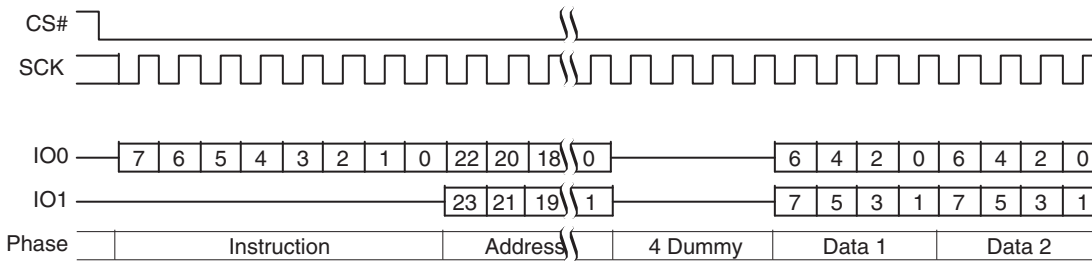 CS#
SCK
IO0 7 6 5 4 3 2 1 0 22 20 18 0 6 4 2 0 6 4 2 0
IO1 23 21 19 1 7 5 3 1 7 5 3 1
Phase Instruction Address 4 Dummy Data 1 Data 2